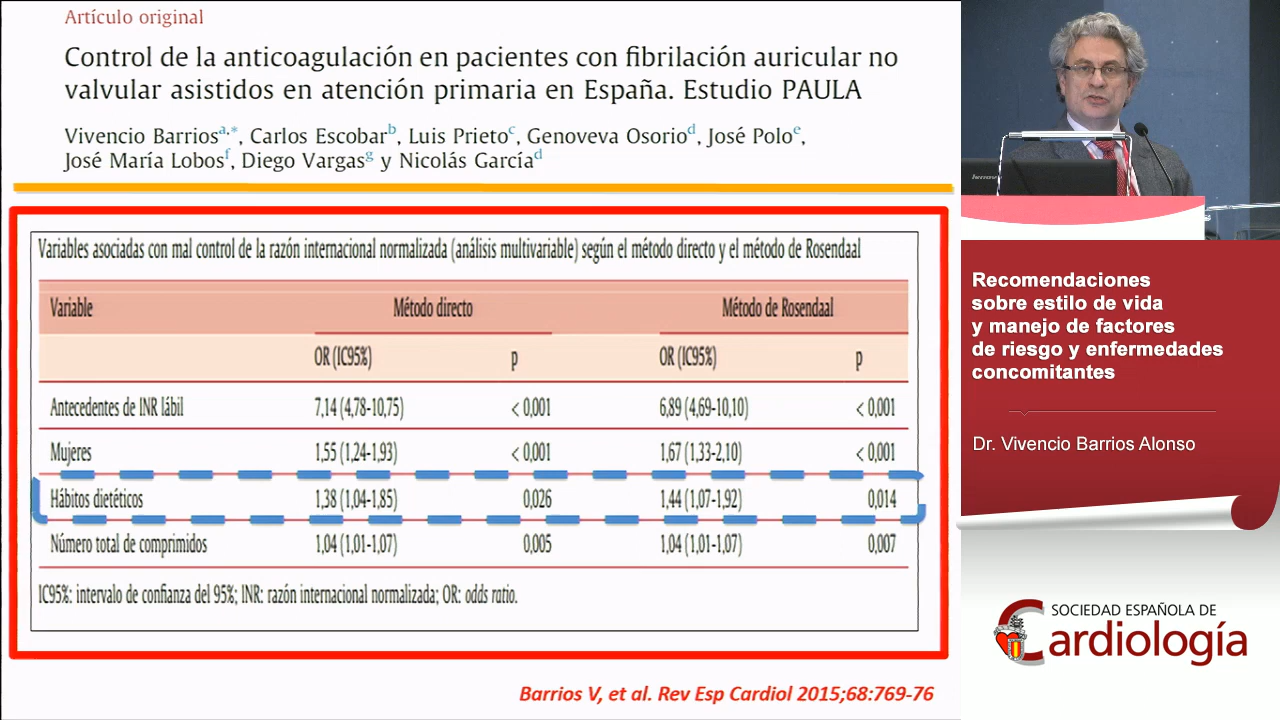 Artículo original
Control de la anticoagulación en pacientes con fibrilación auricular no
valvular asistidos en atención primaria en España. Estudio PAULA
Vivencio Barriosa,*, Carlos Escobarb, Luis Prietoc, Genoveva Osoriod, José Poloe,
José María Lobosf, Diego Vargasg y Nicolás Garcíad
Variables asociadas con mal control de la razón internacional normalizada (análisis multivariable) según el método directo y el método de Rosendaal
Variable Método directo Método de Rosendaal
OR (IC95%) p OR (IC95%) p
Antecedentes de INR lábil 7,14 (4,78-10,75) < 0,001 6,89 (4,69-10,10) < 0,001
Mujeres 1,55 (1,24-1,93) < 0,001 1,67 (1,33-2,10) < 0,001
Hábitos dietéticos 1,38 (1,04-1,85) 0,026 1,44 (1,07-1,92) 0,014
Número total de comprimidos 1,04 (1,01-1,07) 0,005 1,04 (1,01-1,07) 0,007
IC95%: intervalo de confianza del 95%; INR: razón internacional normalizada; OR: odds ratio.
Barrios V, et al. Rev Esp Cardiol 2015;68:769-76
lenovo
Recomendaciones
sobre estilo de vida
y manejo de factores
de riesgo y enfermedades
concomitantes
Dr. Vivencio Barrios Alonso
SOCIEDAD ESPAÑOLA DE
Cardiología